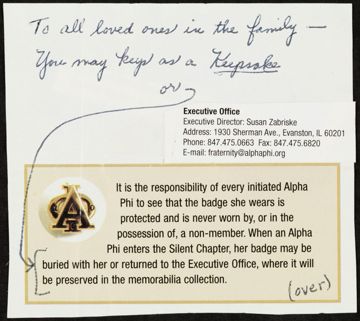 To all loved ones in the family —
You may keep as a Keepsake
or
Executive Office
Executive Director: Susan Zabriske
Address: 1930 Sherman Ave., Evanston, IL 60201
Phone: 847.475.0663 Fax: 847.475.6820
E-mail: fraternity@alphaphi.org
It is the responsibility of every initiated Alpha
Phi to see that the badge she wears is
protected and is never worn by, or in the
possession of, a non-member. When an Alpha
Phi enters the Silent Chapter, her badge may be
buried with her or returned to the Executive Office, where it will
be preserved in the memorabilia collection.
(over)